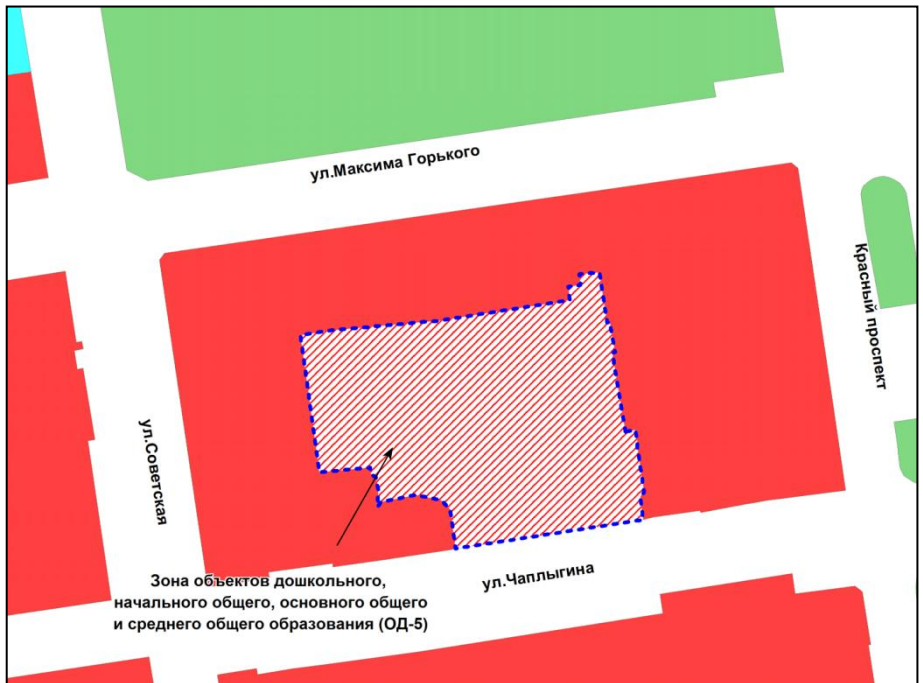 ул.Максима Горького
Красный проспект
ул.Советская
ул.Чаплыгина
Зона объектов дошкольного,
начального общего, основного общего
и среднего общего образования (ОД-5)